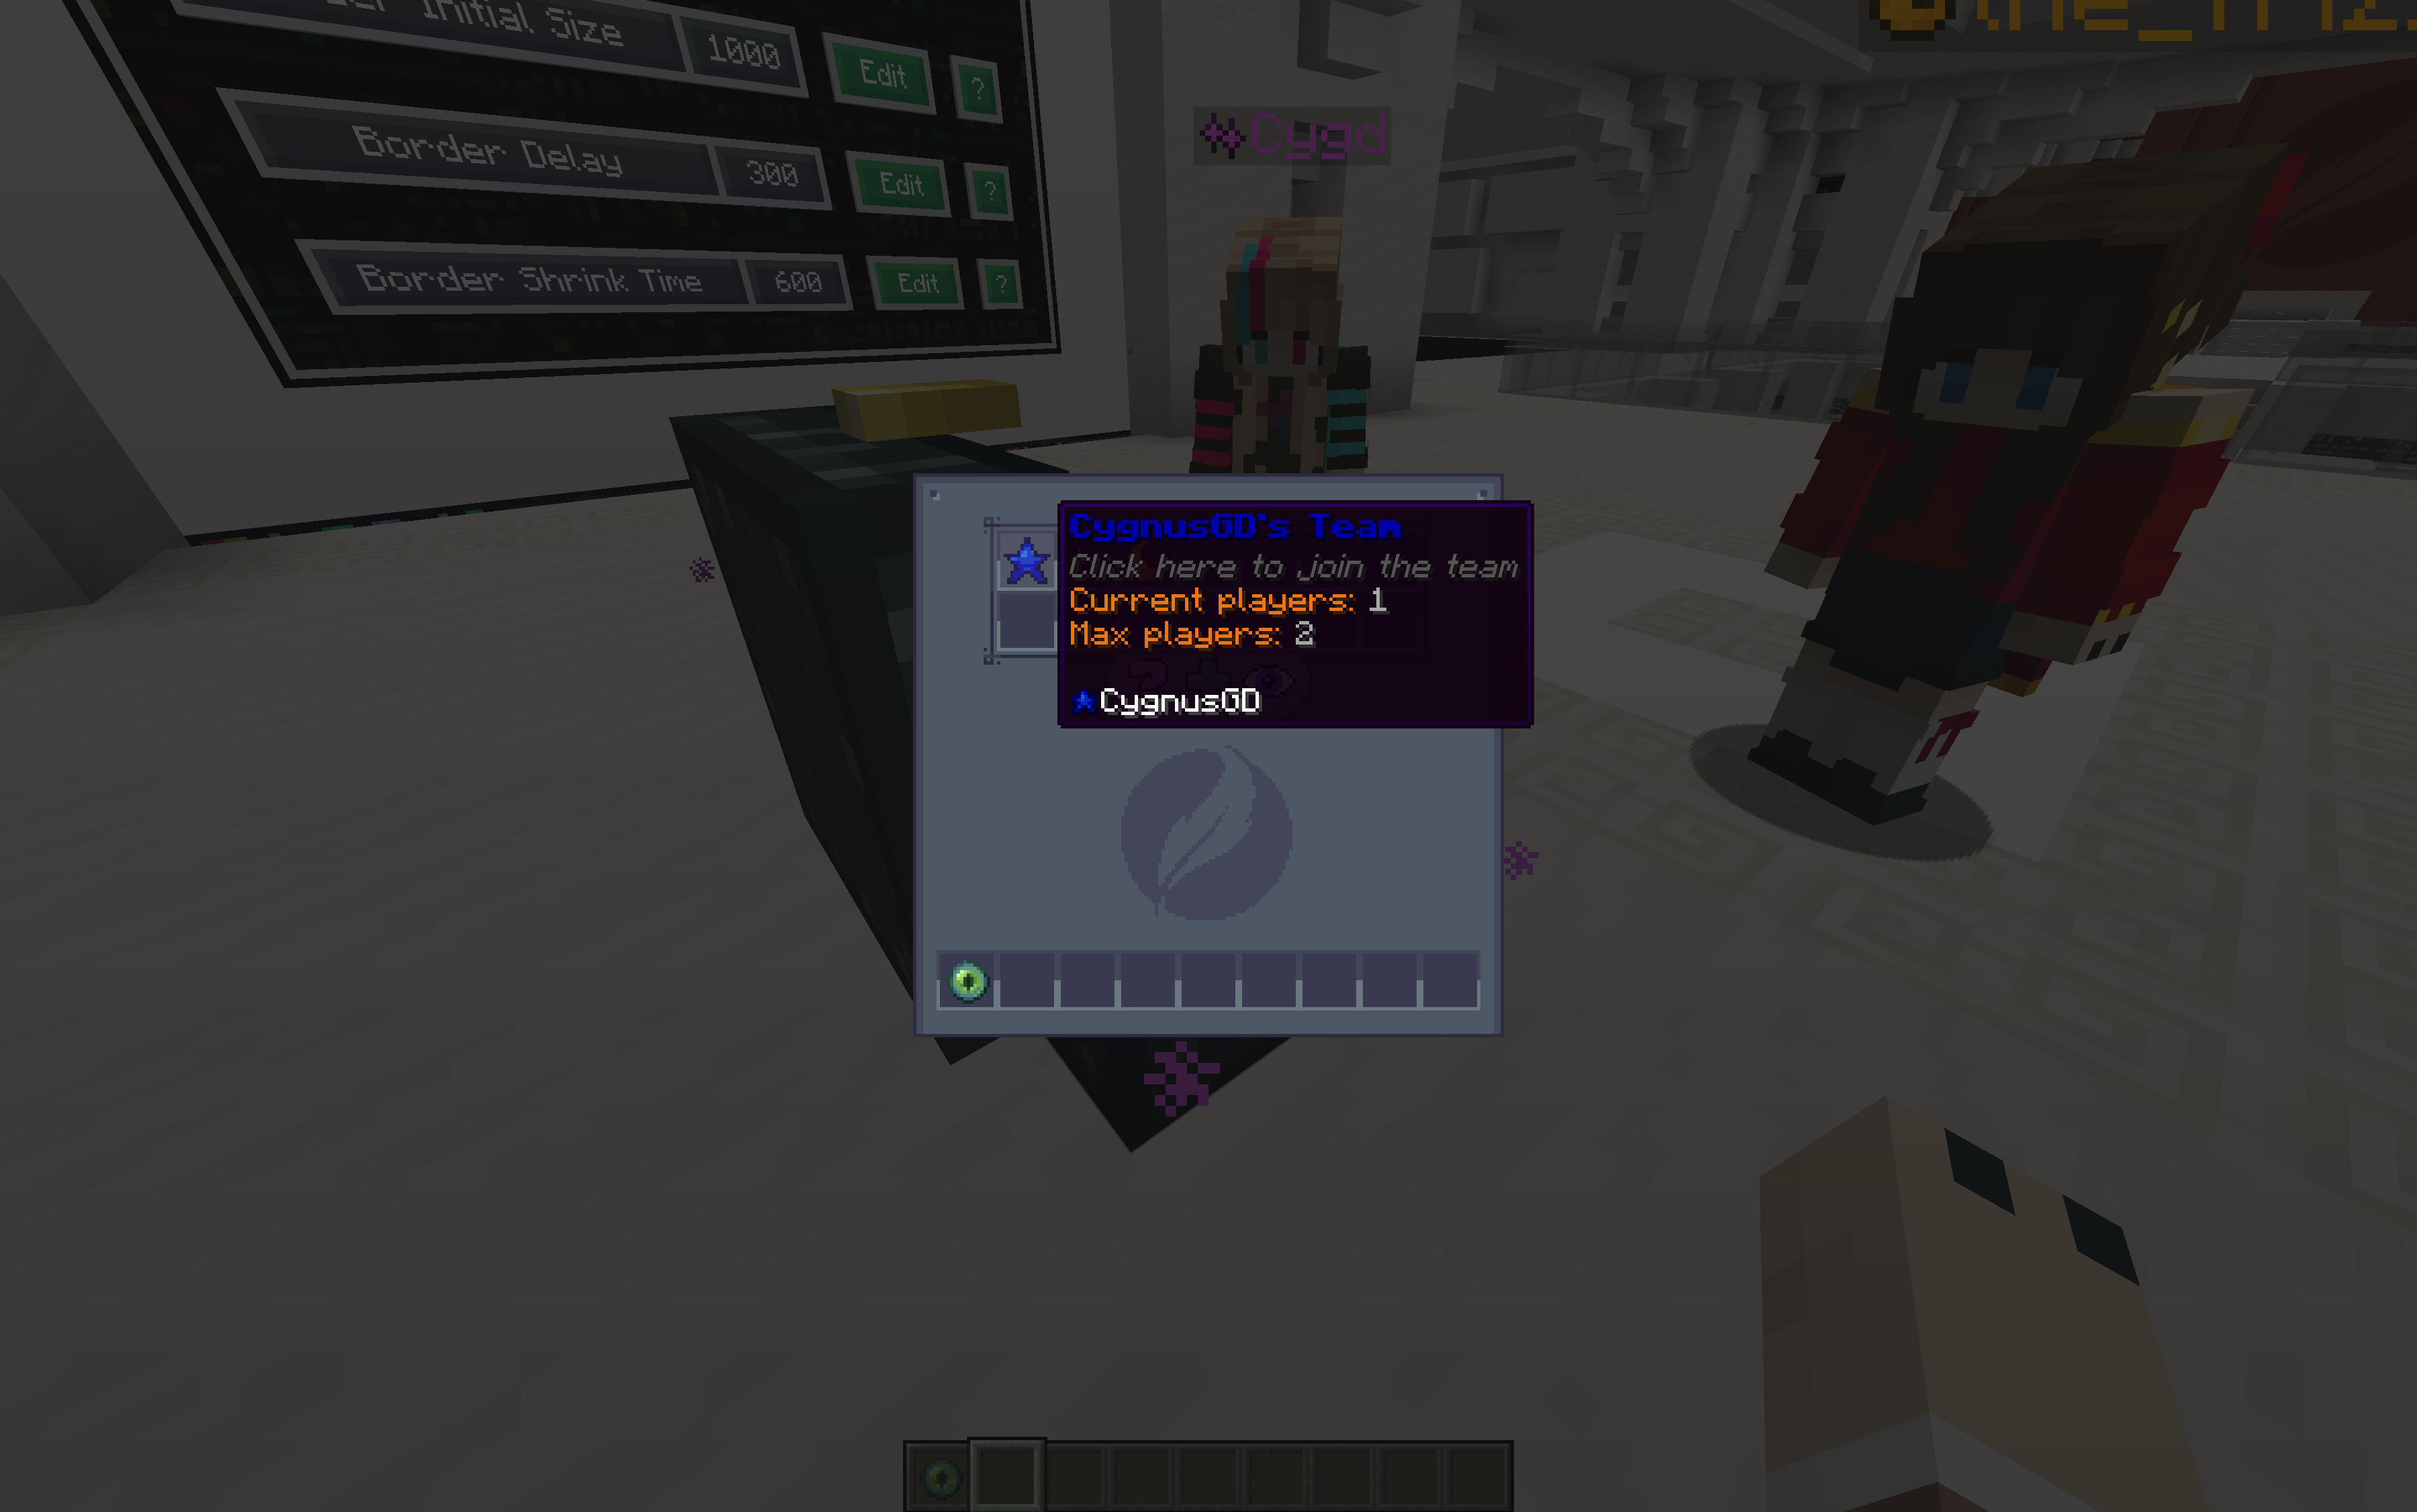 Initial Size 1000 Edit ?
Border Delay 300 Edit ?
Border Shrink Time 600 Edit ?
Cygd
CygnusGD's Team
Click here to join the team
Current players: 1
Max players: 2
CygnusGD